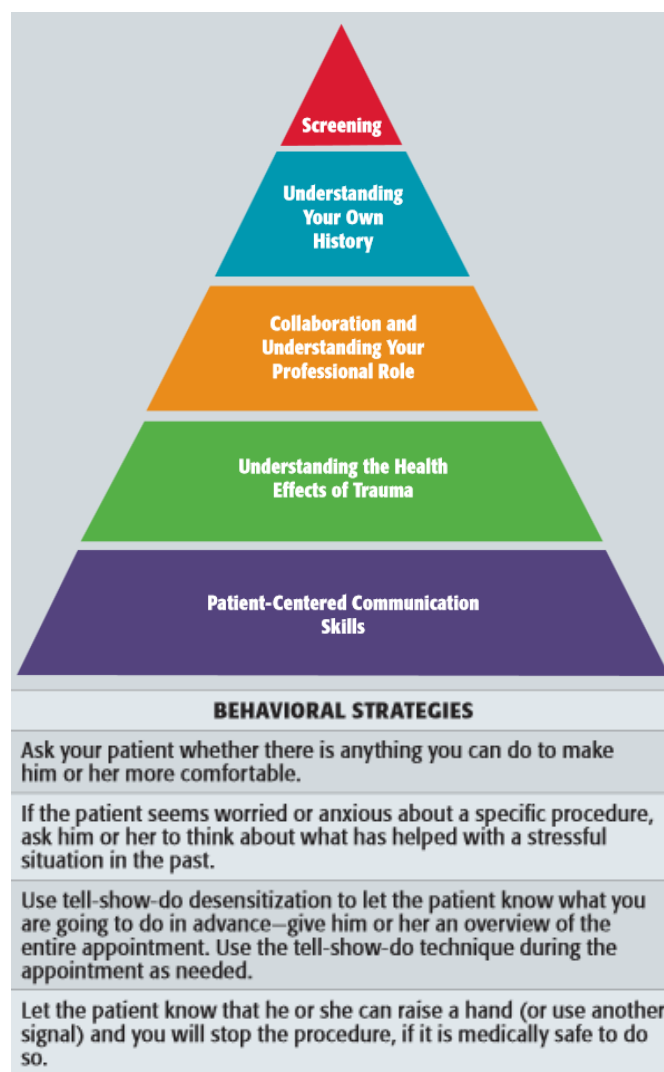 Screening
Understanding
Your Own
History
Collaboration and
Understanding Your
Professional Role
Understanding the Health
Effects of Trauma
Patient-Centered Communication
Skills
BEHAVIORAL STRATEGIES
Ask your patient whether there is anything you can do to make
him or her more comfortable.
If the patient seems worried or anxious about a specific procedure,
ask him or her to think about what has helped with a stressful
situation in the past.
Use tell-show-do desensitization to let the patient know what you
are going to do in advance—give him or her an overview of the
entire appointment. Use the tell-show-do technique during the
appointment as needed.
Let the patient know that he or she can raise a hand (or use another
signal) and you will stop the procedure, if it is medically safe to do
so.